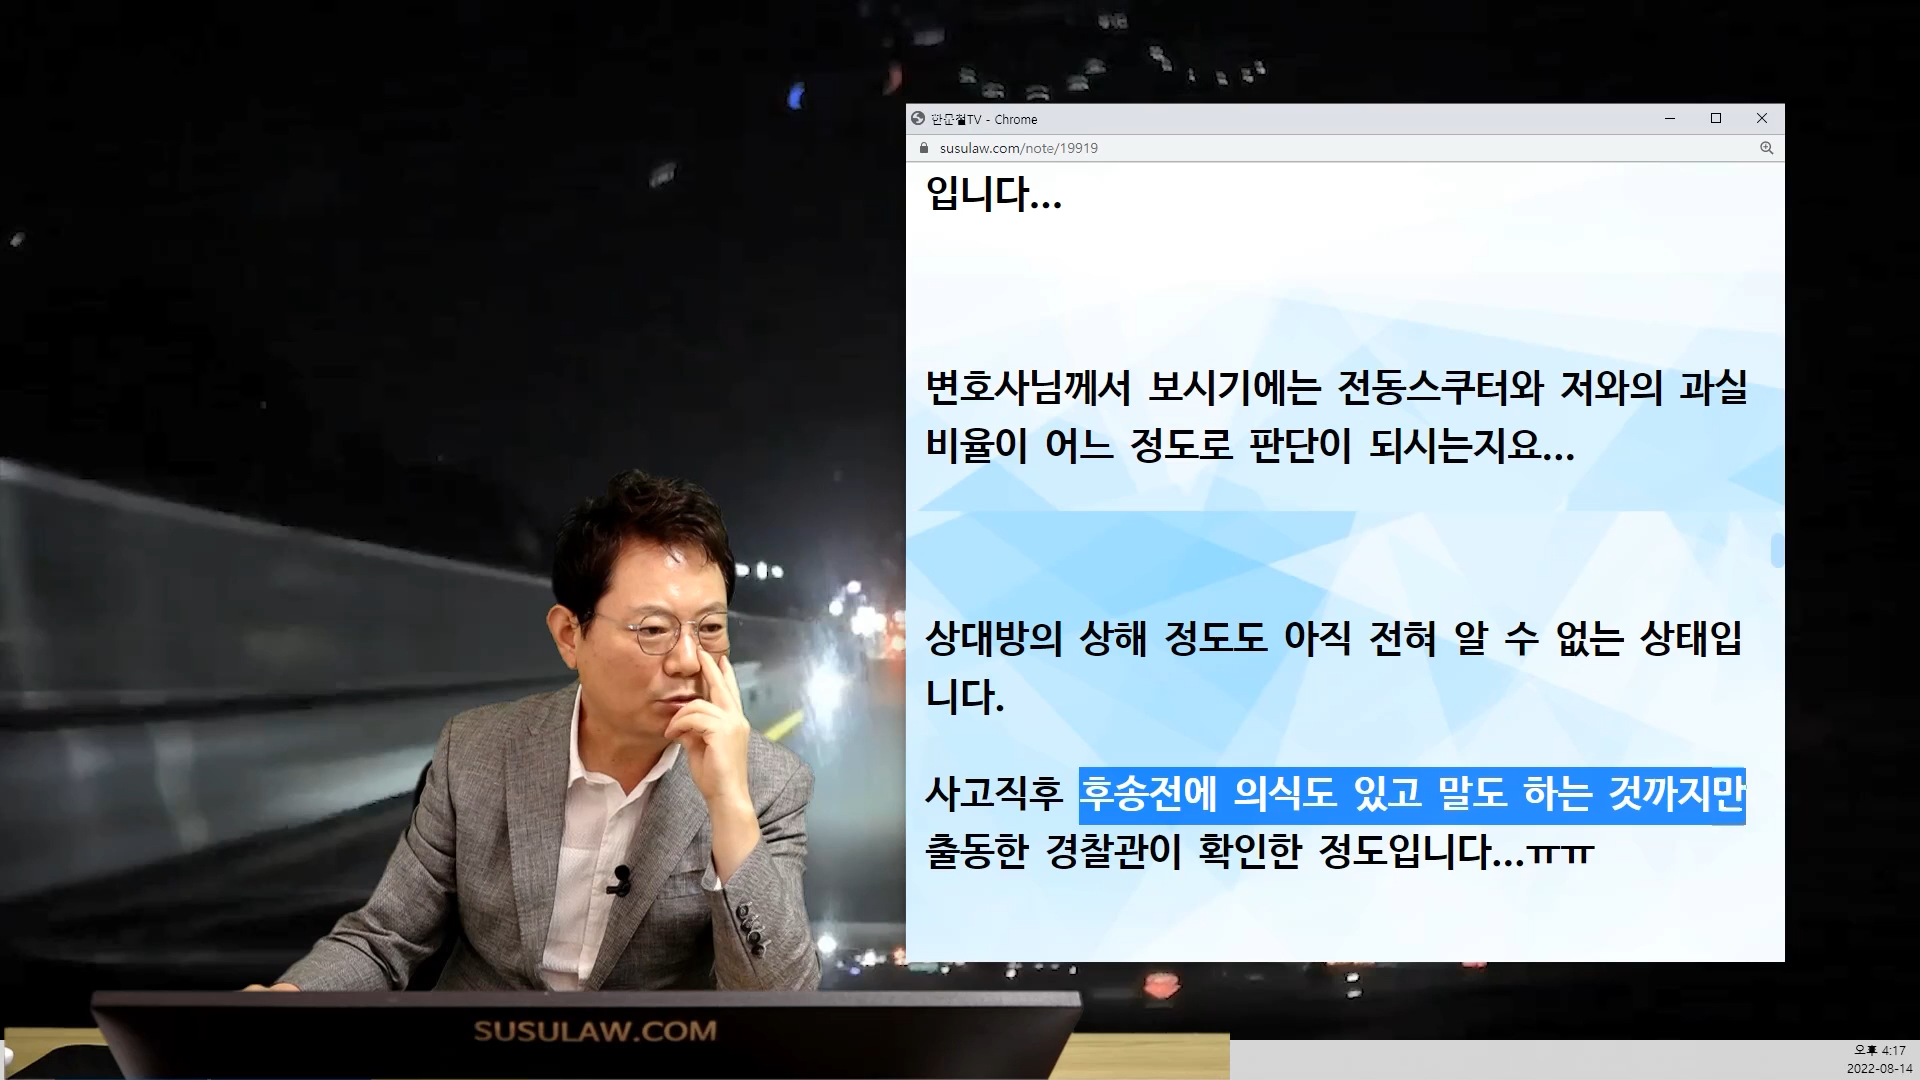 한문철TV - Chrome
susulaw.com/note/19919
입니다...
변호사님께서 보시기에는 전동스쿠터와 저와의 과실
비율이 어느 정도로 판단이 되시는지요...
상대방의 상해 정도도 아직 전혀 알 수 없는 상태입
니다.
사고직후 후송전에 의식도 있고 말도 하는 것까지만
출동한 경찰관이 확인한 정도입니다...ㅠㅠ
SUSULAW.COM
오후 4:17
2022-08-14